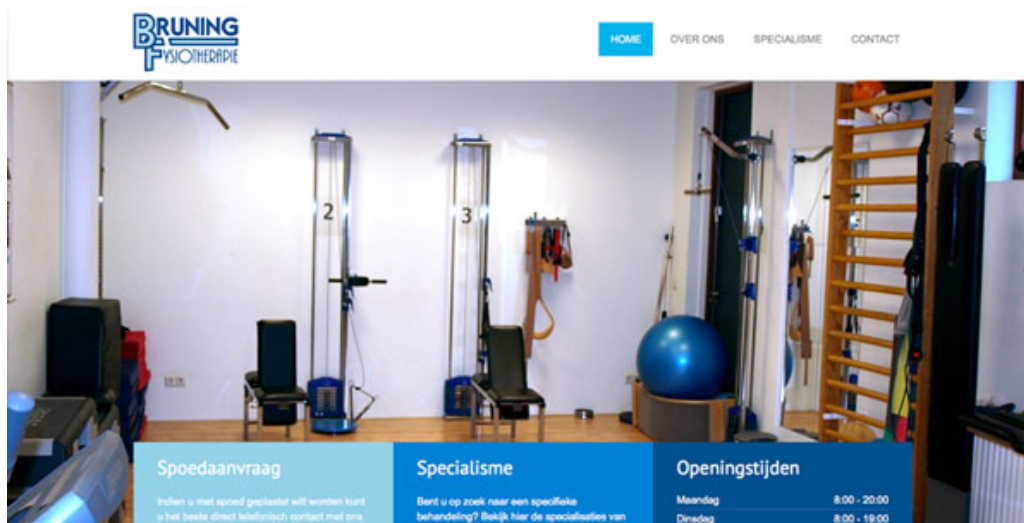 BRUNING
FYSIOTHERAPIE
HOME
OVER ONS
SPECIALISME
CONTACT
2
3
Spoedaanvraag
Indien u met spoed geplaatst wilt worden kunt
u het beste direct telefonisch contact met ons
Specialisme
Bent u op zoek naar een specifieke
behandeling? Bekijk hier de specialisaties van
Openingstijden
Maandag 8:00 - 20:00
Dinsdag 8:00 - 19:00